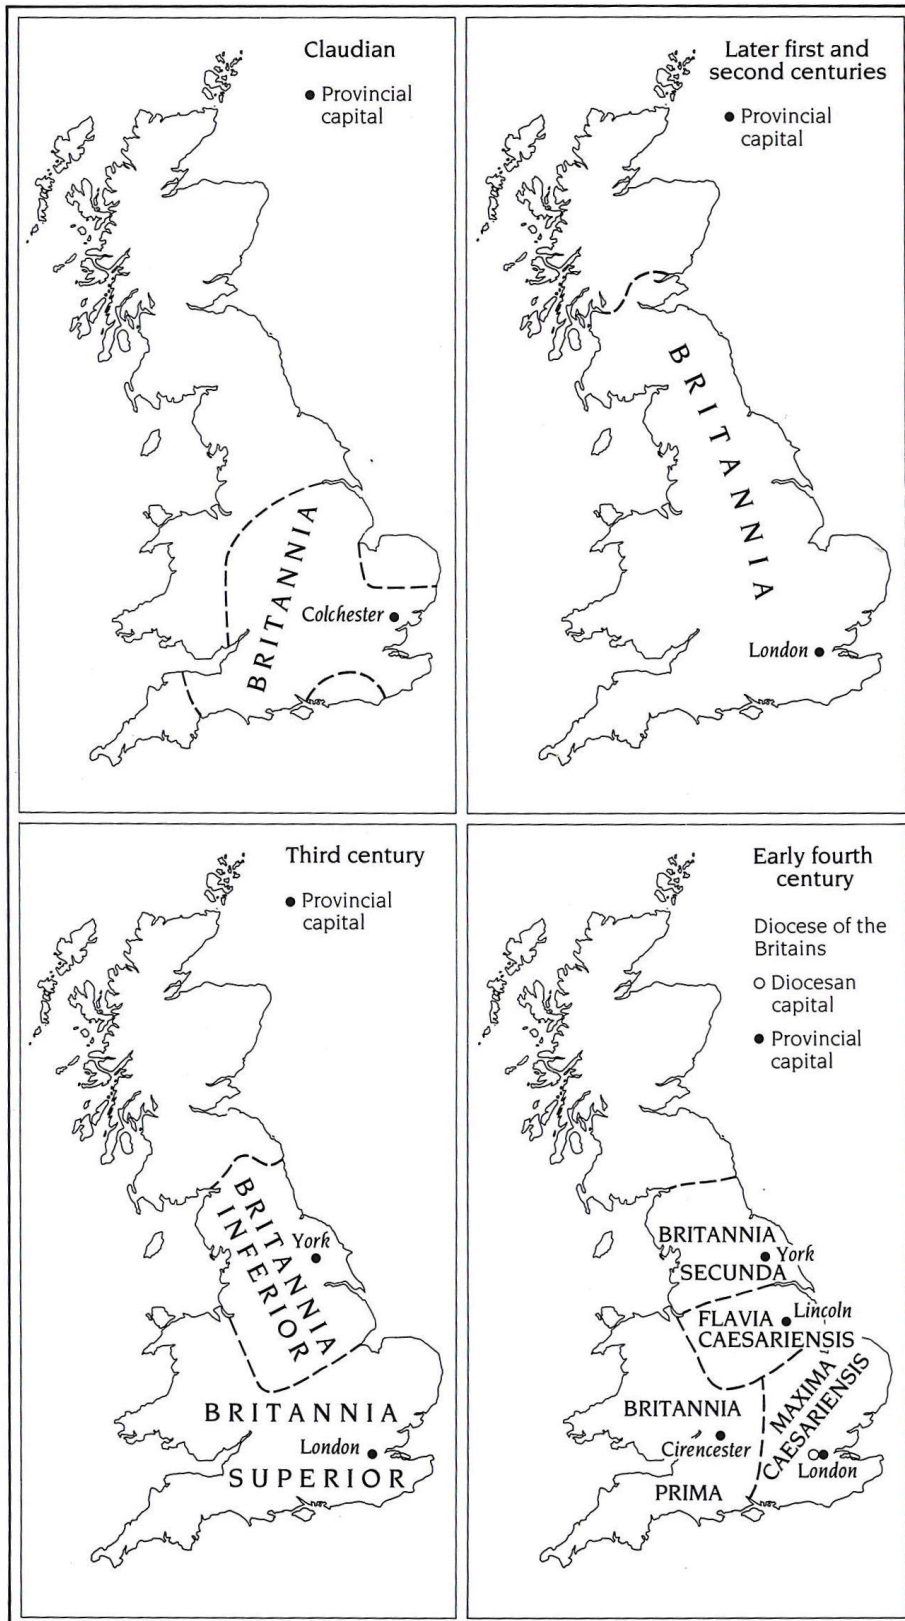 Claudian
● Provincial
capital
BRITANNIA
Colchester
Later first and
second centuries
● Provincial
capital
BRITANNIA
London
Third century
● Provincial
capital
BRITANNIA
INFERIOR
York
BRITANNIA
London
SUPERIOR
Early fourth
century
Diocese of the
Britains
○ Diocesan
capital
● Provincial
capital
BRITANNIA
York
SECUNDA
FLAVIA
Lincoln
CAESARIENSIS
MAXIMA
CAESARIENSIS
BRITANNIA
Cirencester
London
PRIMA